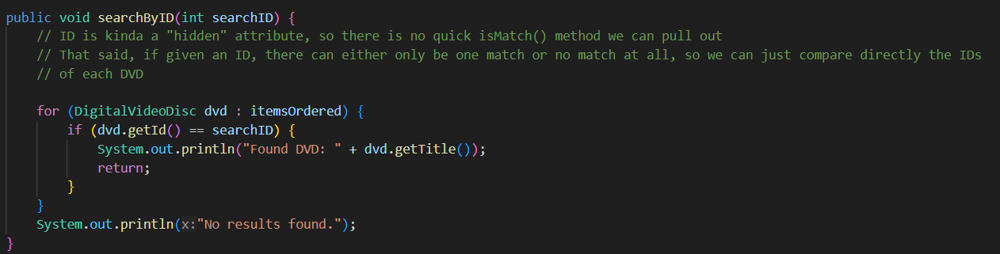 public void searchByID(int searchID) {
// ID is kinda a "hidden" attribute, so there is no quick isMatch() method we can pull out
// That said, if given an ID, there can either only be one match or no match at all, so we can just compare directly the IDs
// of each DVD
for (DigitalVideoDisc dvd : itemsOrdered) {
if (dvd.getId() == searchID) {
System.out.println("Found DVD: " + dvd.getTitle());
return;
}
}
System.out.println(x:"No results found.");
}